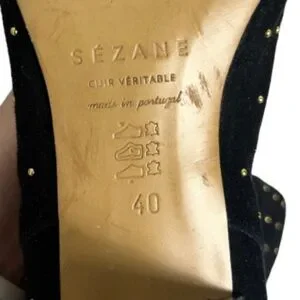 SÉZANE
CUIR VÉRITABLE
made in portugal
40